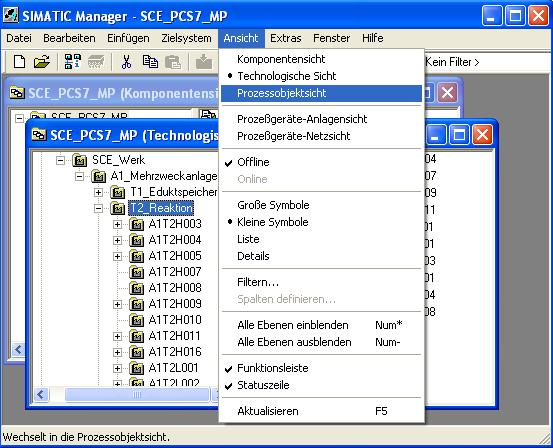 SIMATIC Manager - SCE_PCS7_MP
Datei Bearbeiten Einfügen Zielsystem Ansicht Extras Fenster Hilfe
Kein Filter >
SCE_PCS7_MP (Komponentensi
SCE_PCS7_MP
SCE_PCS7_MP (Technologis
SCE_Werk
A1_Mehrzweckanlage
T1_Eduktspeicher
T2_Reaktion
A1T2H003
A1T2H004
A1T2H005
A1T2H007
A1T2H008
A1T2H009
A1T2H010
A1T2H011
A1T2H016
A1T2L001
A1T2L002
Komponentensicht
Technologische Sicht
Prozessobjektsicht
Prozeßgeräte-Anlagensicht
Prozeßgeräte-Netzsicht
Offline
Online
Große Symbole
Kleine Symbole
Liste
Details
Filtern...
Spalten definieren...
Alle Ebenen einblenden Num*
Alle Ebenen ausblenden Num-
Funktionsleiste
Statuszeile
Aktualisieren F5
04
08
09
11
01
01
03
01
03
08
Wechselt in die Prozessobjektsicht.